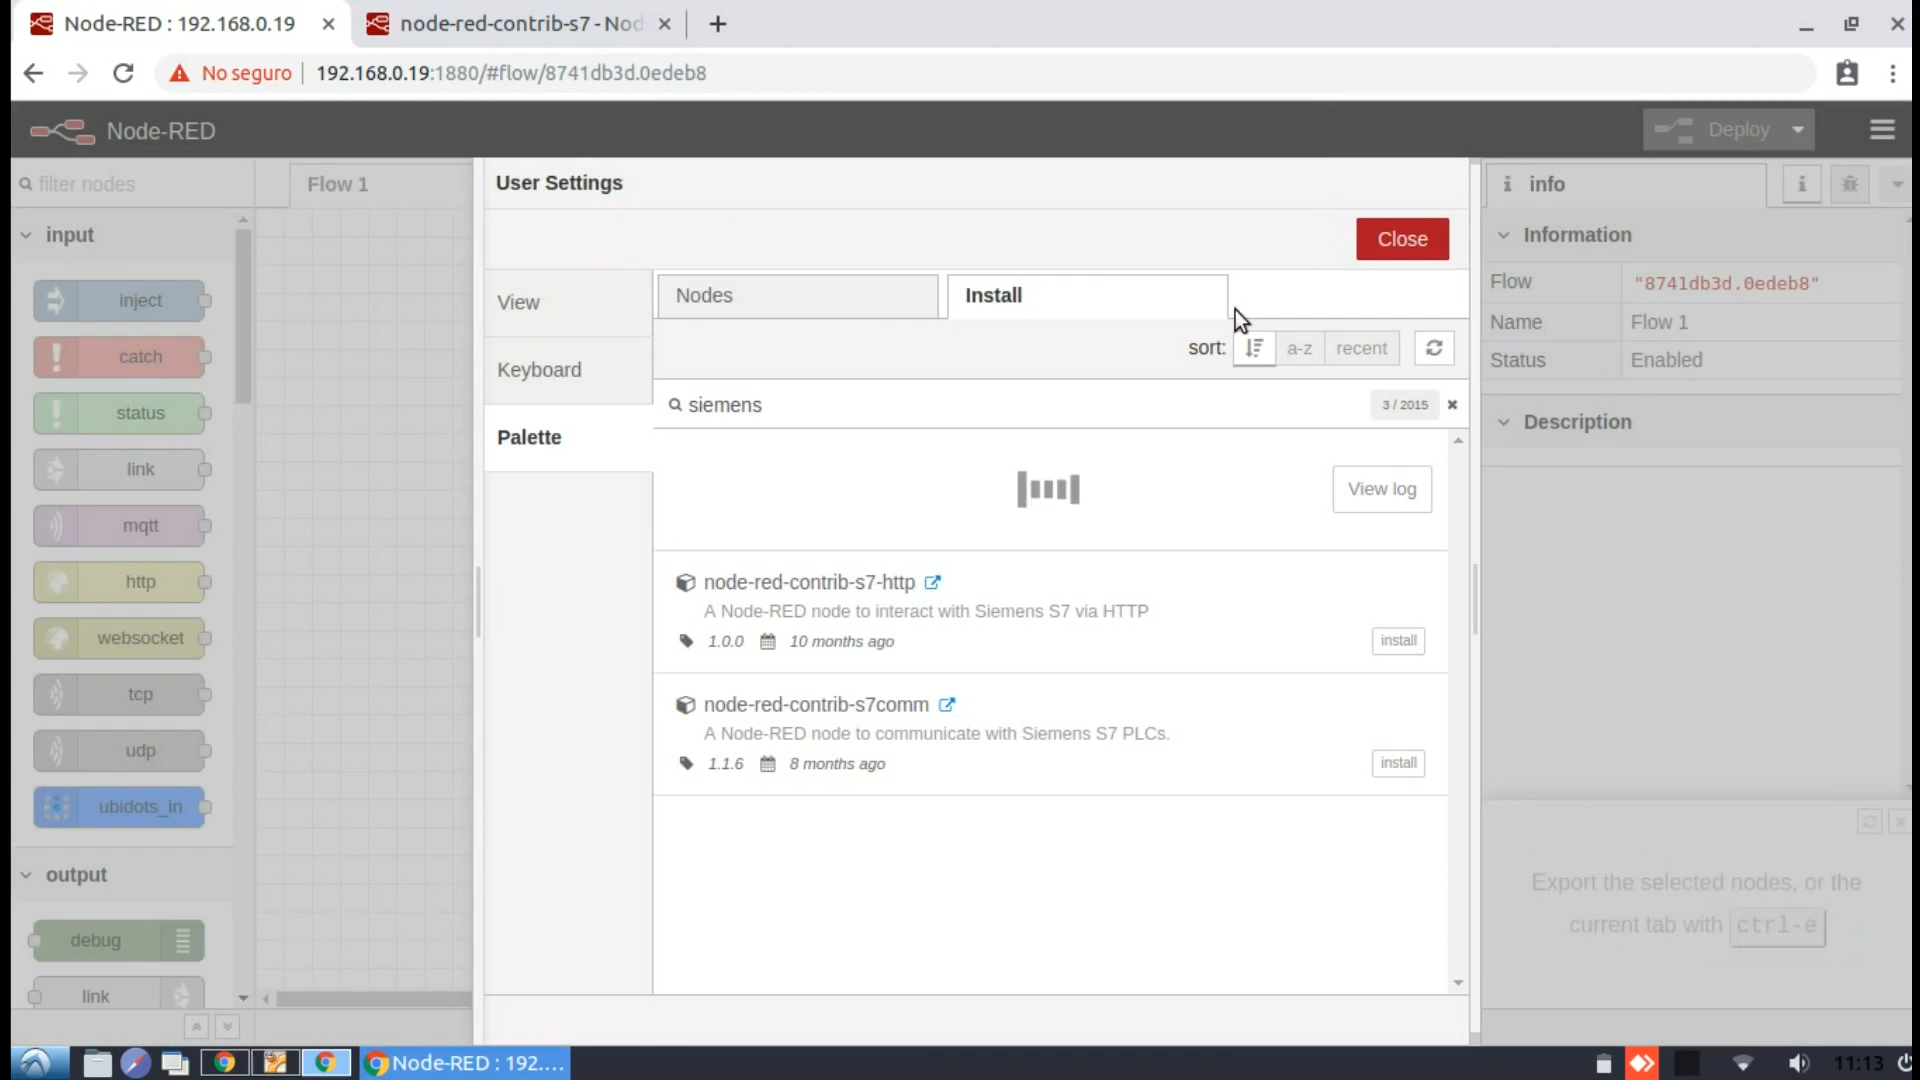 Node-RED : 192.168.0.19
node-red-contrib-s7 - Nod
No seguro
192.168.0.19:1880/#flow/8741db3d.0edeb8
Node-RED
Deploy
filter nodes
Flow 1
User Settings
info
input
Close
Information
inject
View
Nodes
Install
Flow
"8741db3d.0edeb8"
Name
Flow 1
catch
Keyboard
sort:
a-z
recent
Status
Enabled
status
siemens
3 / 2015
Description
Palette
link
View log
mqtt
http
node-red-contrib-s7-http
A Node-RED node to interact with Siemens S7 via HTTP
websocket
1.0.0
10 months ago
install
tcp
node-red-contrib-s7comm
A Node-RED node to communicate with Siemens S7 PLCs.
udp
1.1.6
8 months ago
install
ubidots_in
output
Export the selected nodes, or the
current tab with ctrl-e
debug
link
Node-RED : 192....
11:13